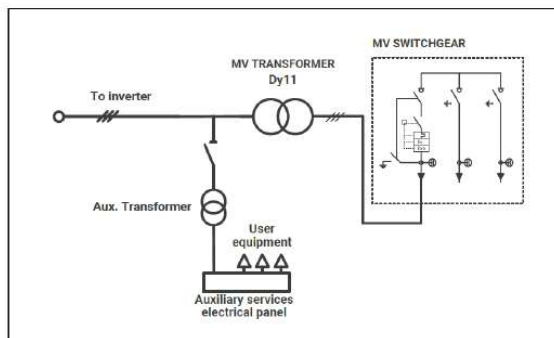 MV SWITCHGEAR
MV TRANSFORMER
Dy11
To inverter
Aux. Transformer
User
equipment
Auxiliary services
electrical panel